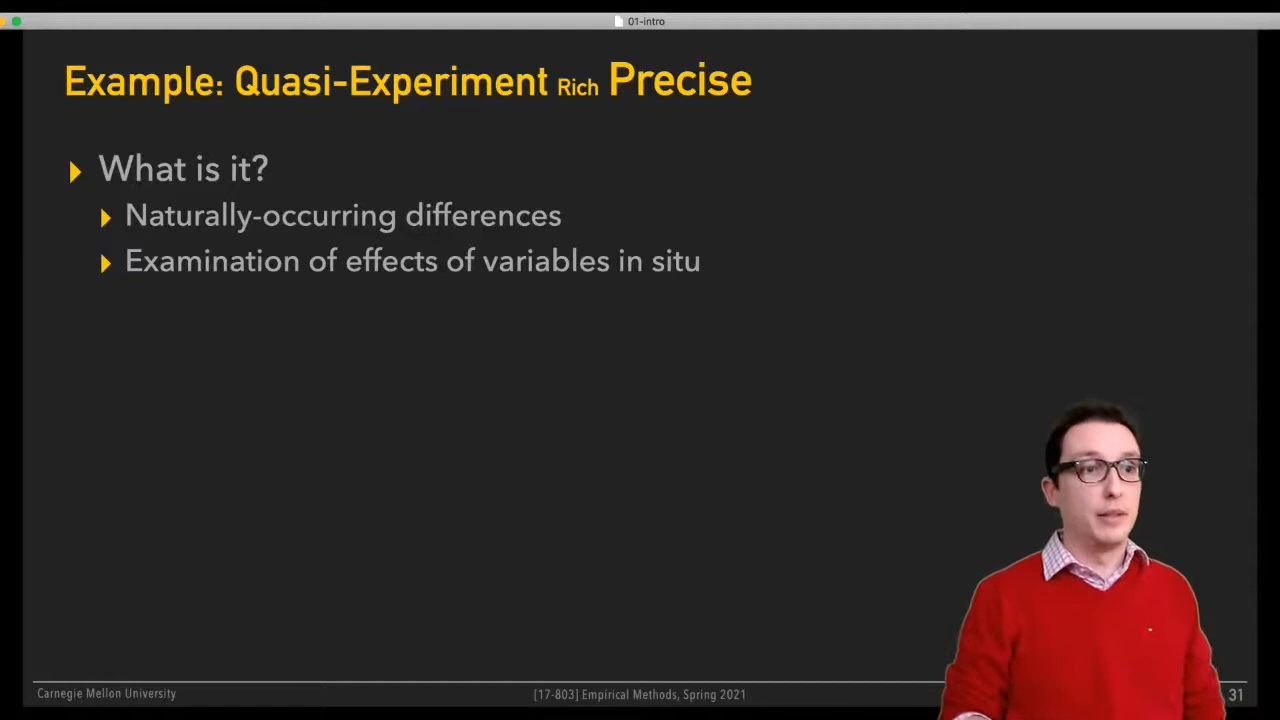 01-intro
Example: Quasi-Experiment Rich Precise
What is it?
Naturally-occurring differences
Examination of effects of variables in situ
Carnegie Mellon University
[17-803] Empirical Methods, Spring 2021
31